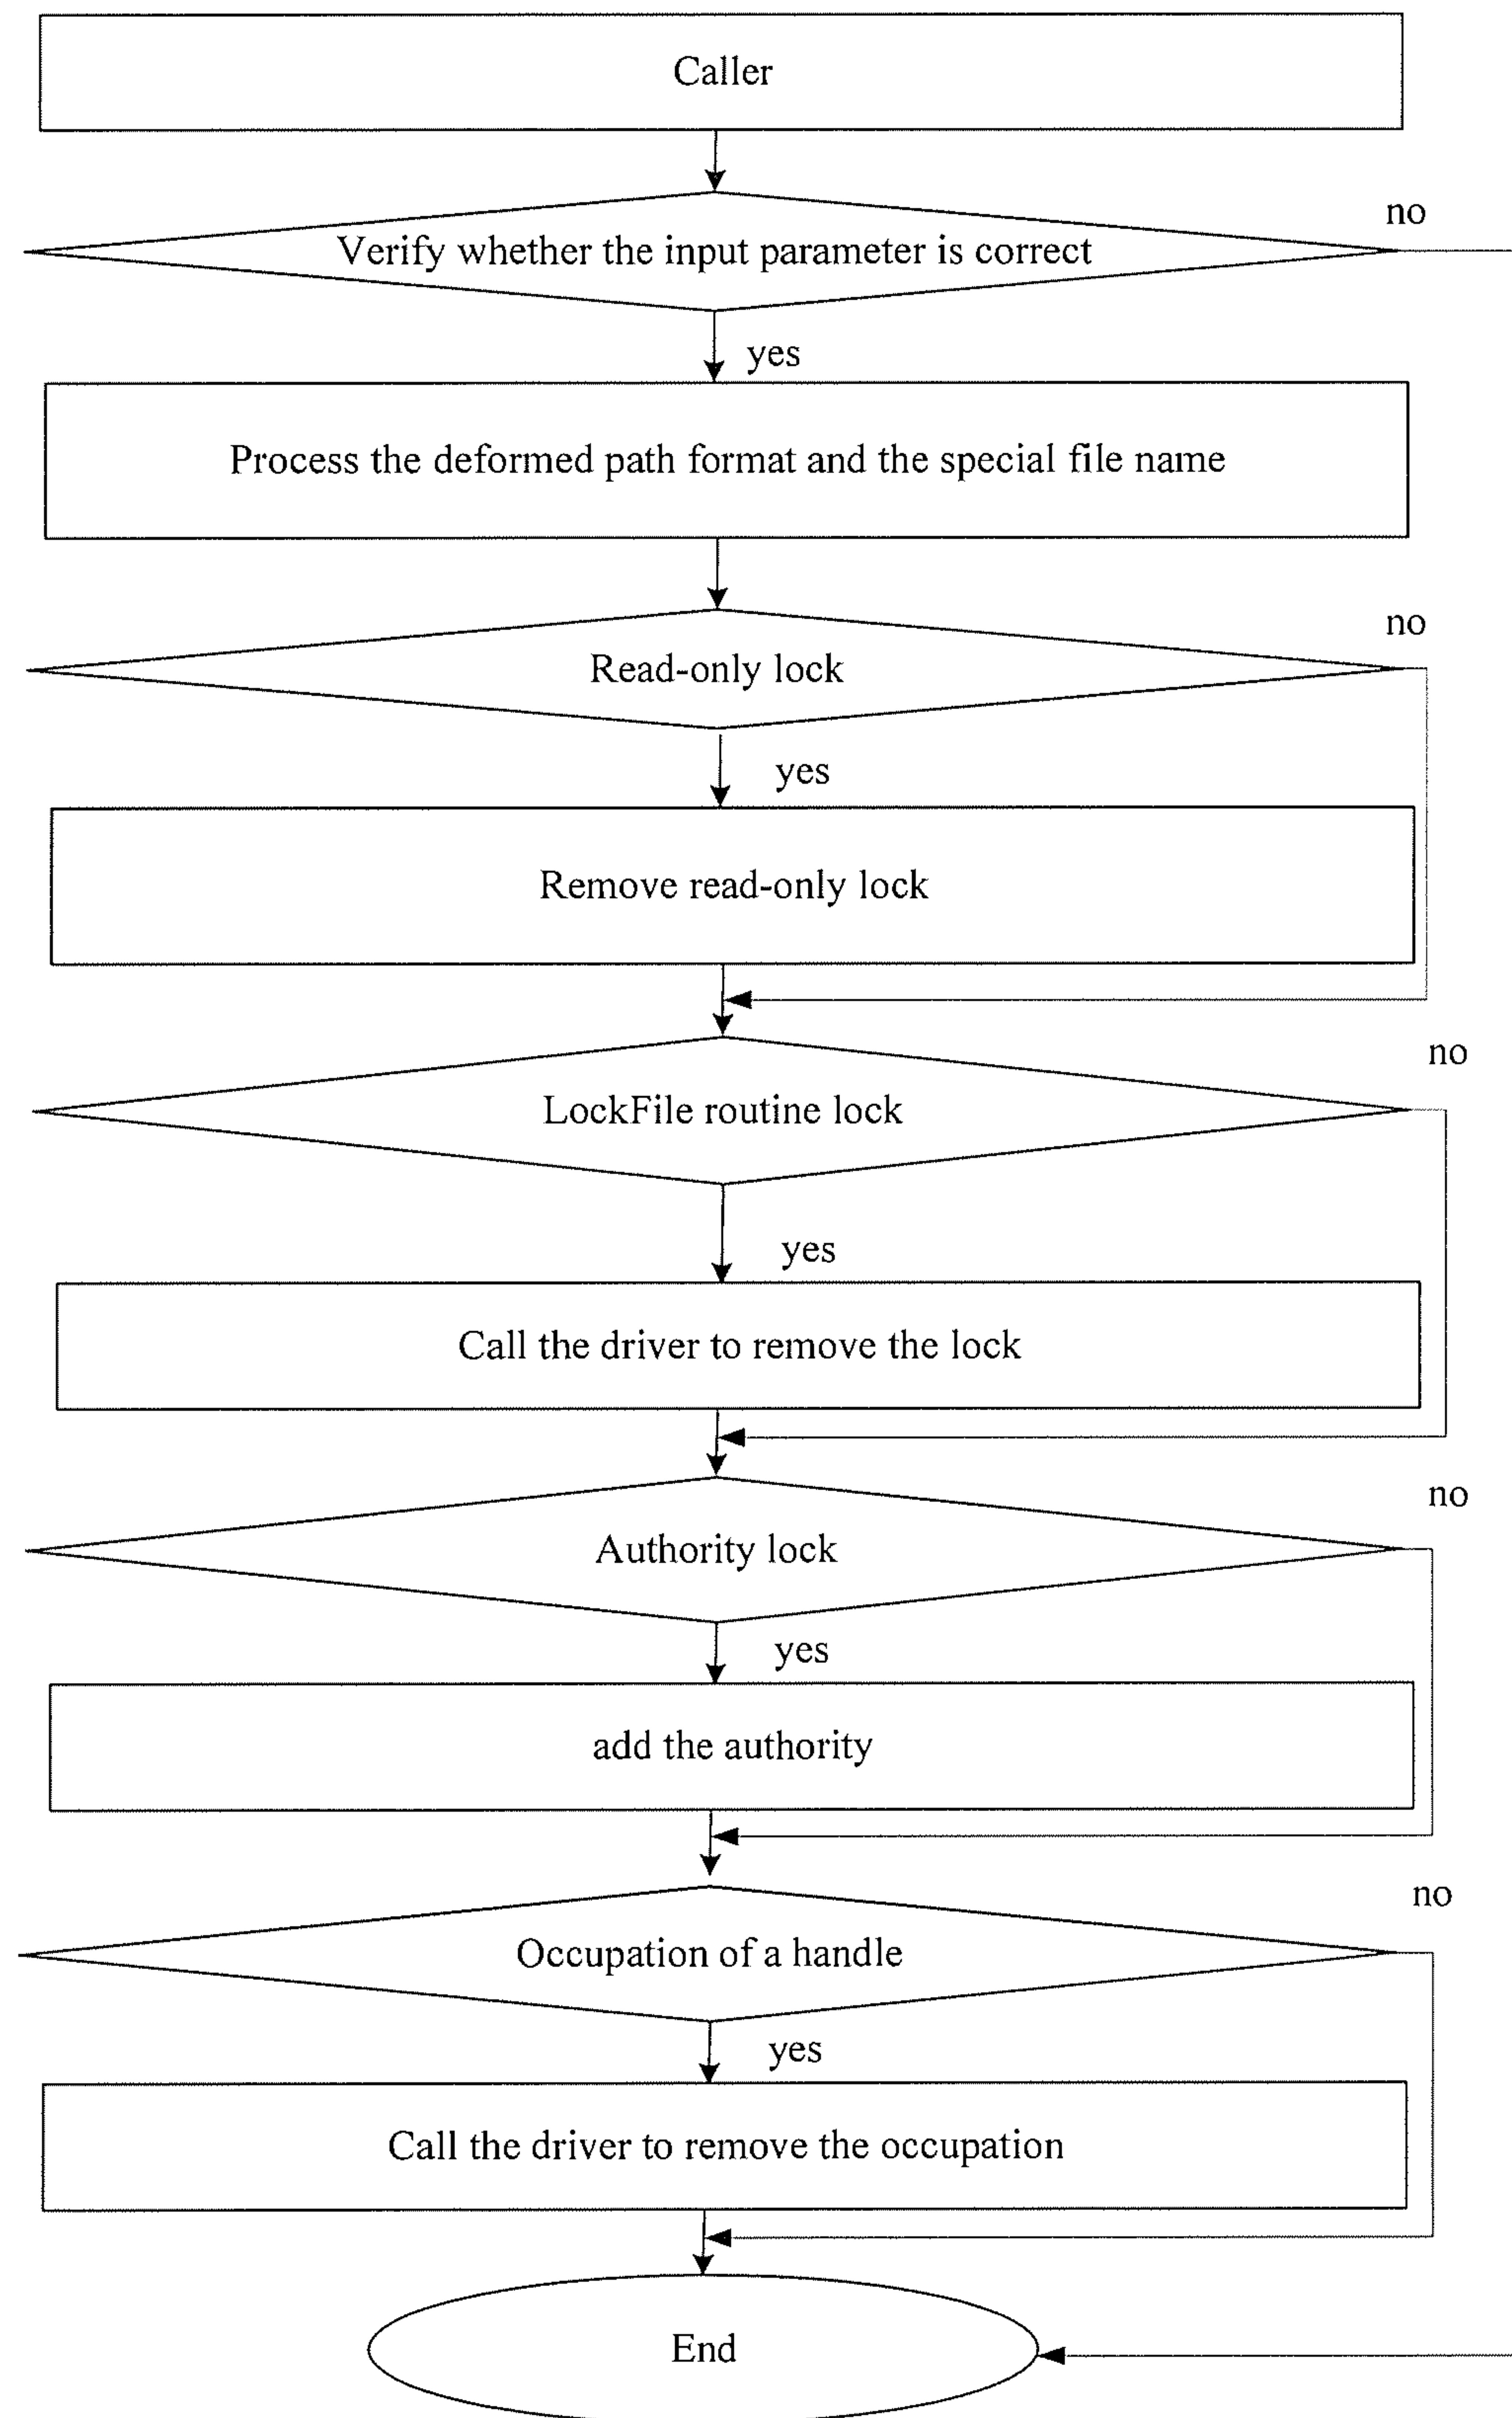 Caller
no
Verify whether the input parameter is correct
yes
Process the deformed path format and the special file name
no
Read-only lock
yes
Remove read-only lock
no
LockFile routine lock
yes
Call the driver to remove the lock
no
Authority lock
yes
add the authority
no
Occupation of a handle
yes
Call the driver to remove the occupation
End